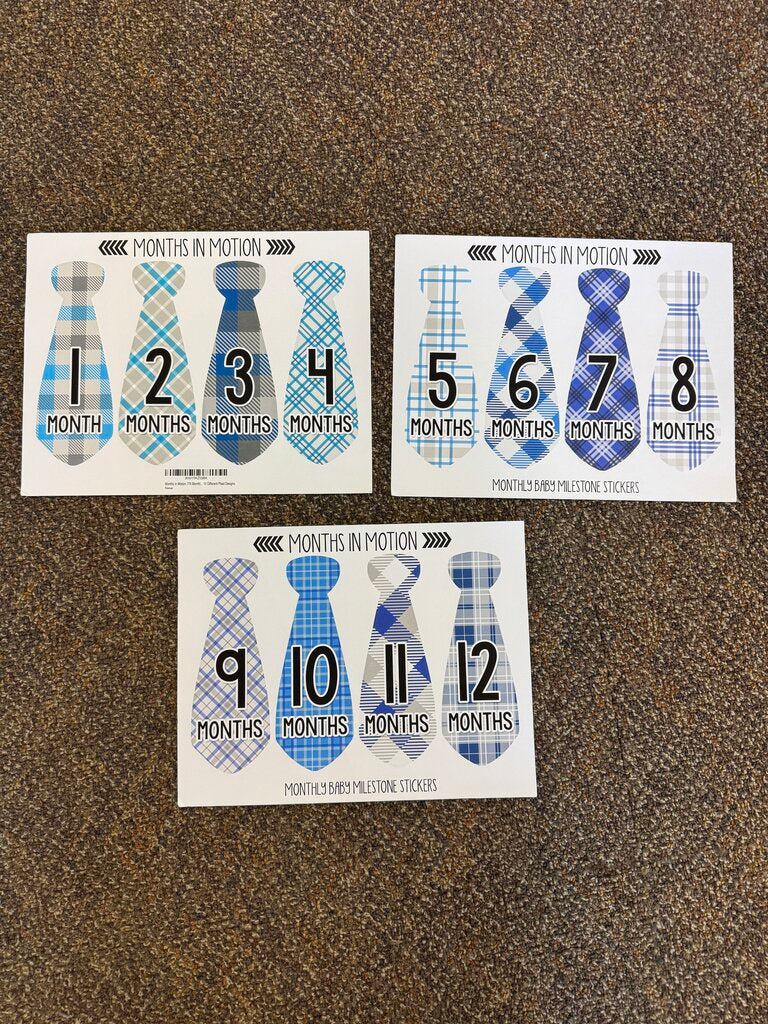 MONTHS IN MOTION
1 2 3 4
MONTH MONTHS MONTHS MONTHS
MONTHS IN MOTION
5 6 7 8
MONTHS MONTHS MONTHS MONTHS
MONTHLY BABY MILESTONE STICKERS
MONTHS IN MOTION
9 10 11 12
MONTHS MONTHS MONTHS MONTHS
MONTHLY BABY MILESTONE STICKERS